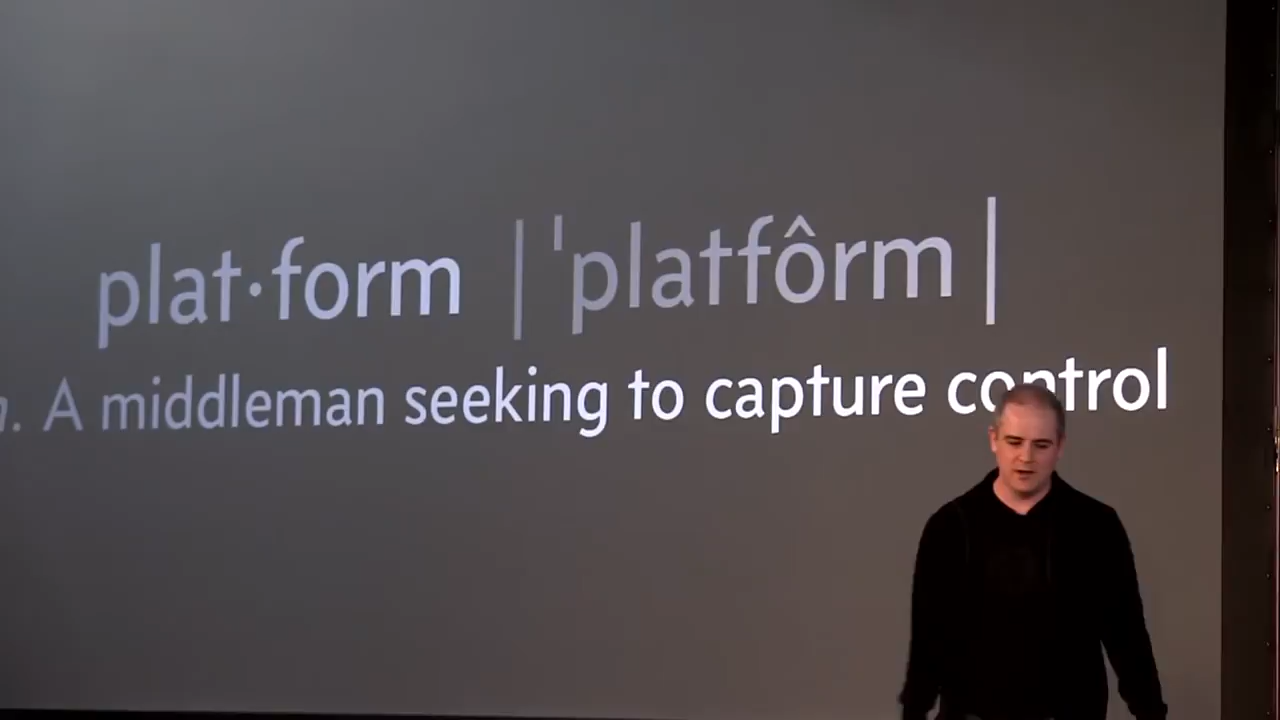 plat·form |ˈplatfôrm|
n. A middleman seeking to capture control